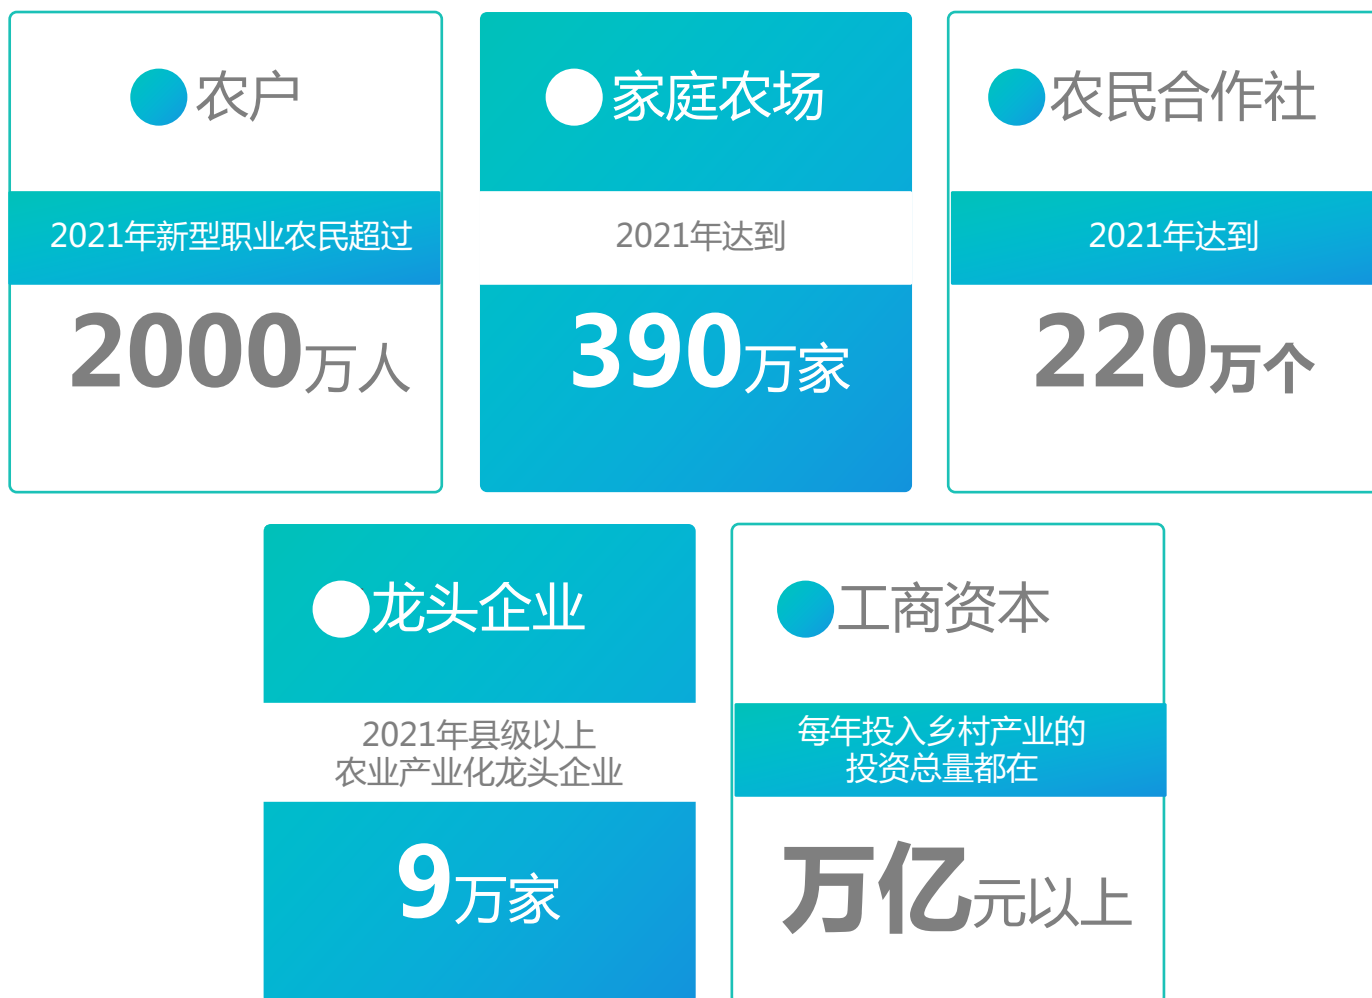 农户
2021年新型职业农民超过
2000万人
家庭农场
2021年达到
390万家
农民合作社
2021年达到
220万个
龙头企业
2021年县级以上
农业产业化龙头企业
9万家
工商资本
每年投入乡村产业的
投资总量都在
万亿元以上